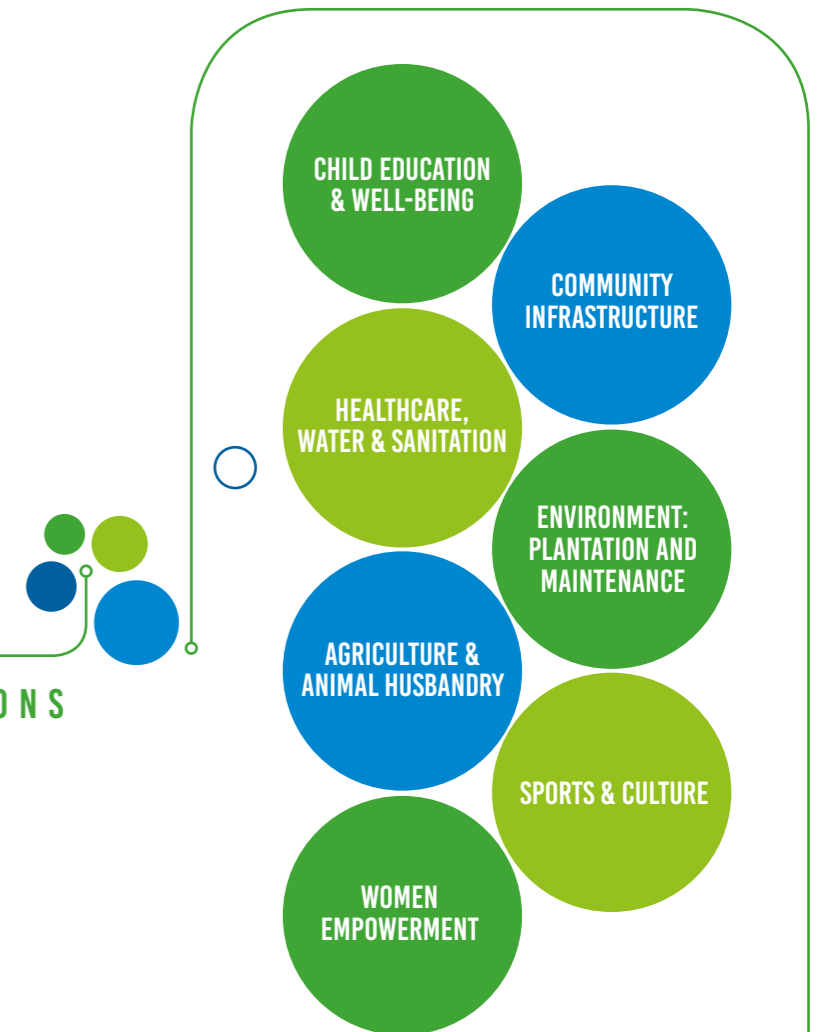 CHILD EDUCATION
& WELL-BEING
COMMUNITY
INFRASTRUCTURE
HEALTHCARE,
WATER & SANITATION
ENVIRONMENT:
PLANTATION AND
MAINTENANCE
AGRICULTURE &
ANIMAL HUSBANDRY
ONS
SPORTS & CULTURE
WOMEN
EMPOWERMENT